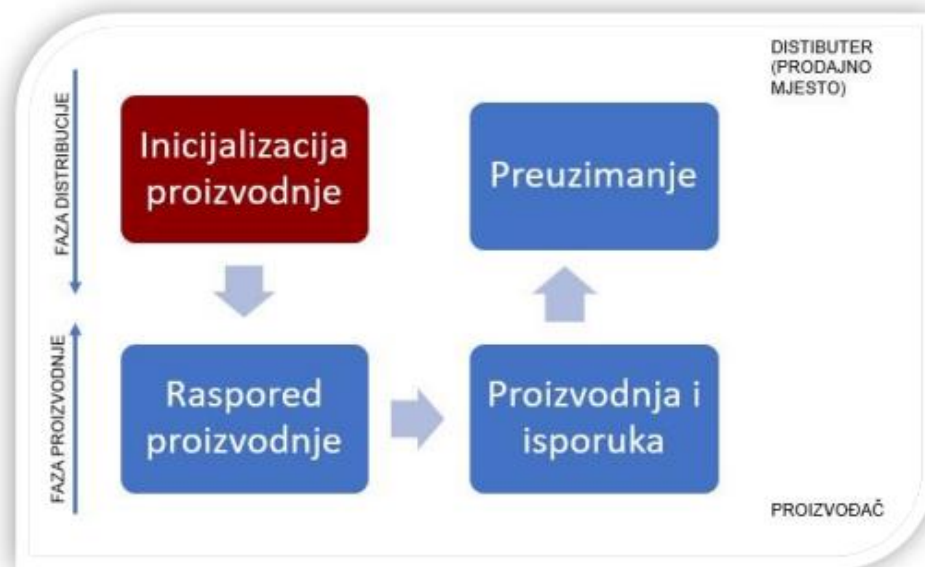 DISTIBUTER
(PRODAJNO
MJESTO)
FAZA DISTRIBUCIJE
Inicijalizacija
proizvodnje
Preuzimanje
FAZA PROIZVODNJE
Raspored
proizvodnje
Proizvodnja i
isporuka
PROIZVOĐAČ